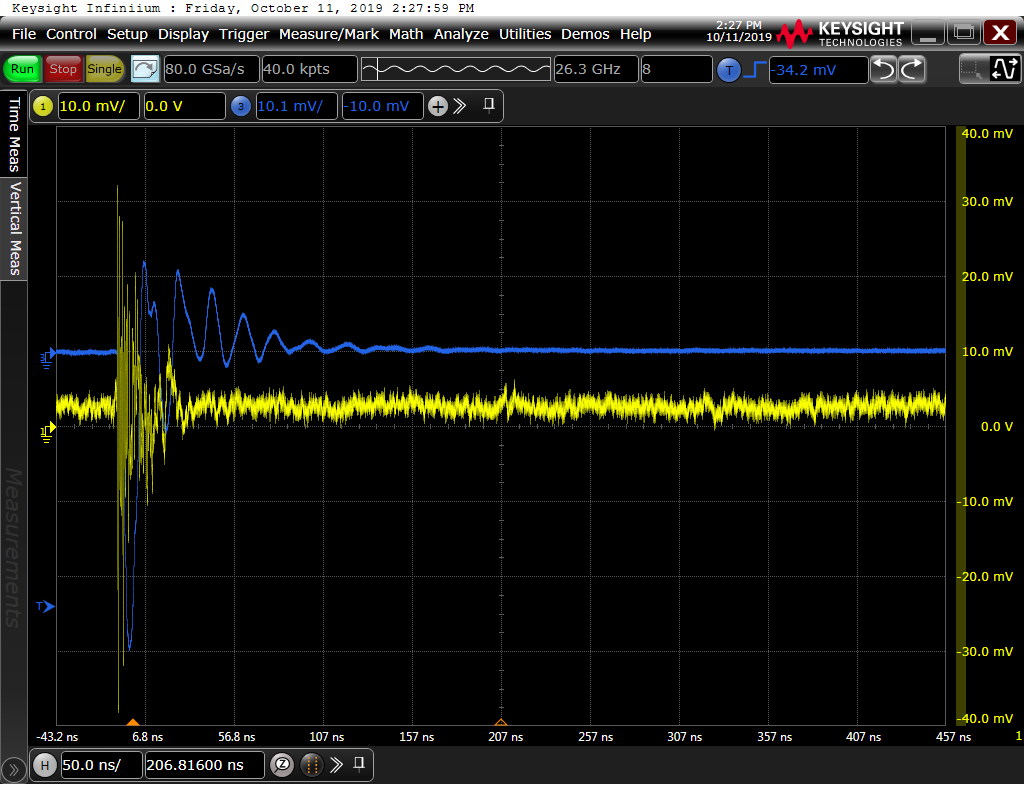 Keysight Infiniium : Friday, October 11, 2019 2:27:59 PM
File Control Setup Display Trigger Measure/Mark Math Analyze Utilities Demos Help
2:27 PM
10/11/2019
KEYSIGHT
TECHNOLOGIES
Run Stop Single 80.0 GSa/s 40.0 kpts 26.3 GHz 8 T -34.2 mV
1 10.0 mV/ 0.0 V 3 10.1 mV/ -10.0 mV
Time Meas
Vertical Meas
Measurements
40.0 mV
30.0 mV
20.0 mV
10.0 mV
0.0 V
-10.0 mV
-20.0 mV
-30.0 mV
-40.0 mV
3
1
T
-43.2 ns 6.8 ns 56.8 ns 107 ns 157 ns 207 ns 257 ns 307 ns 357 ns 407 ns 457 ns 1
H 50.0 ns/ 206.81600 ns Z